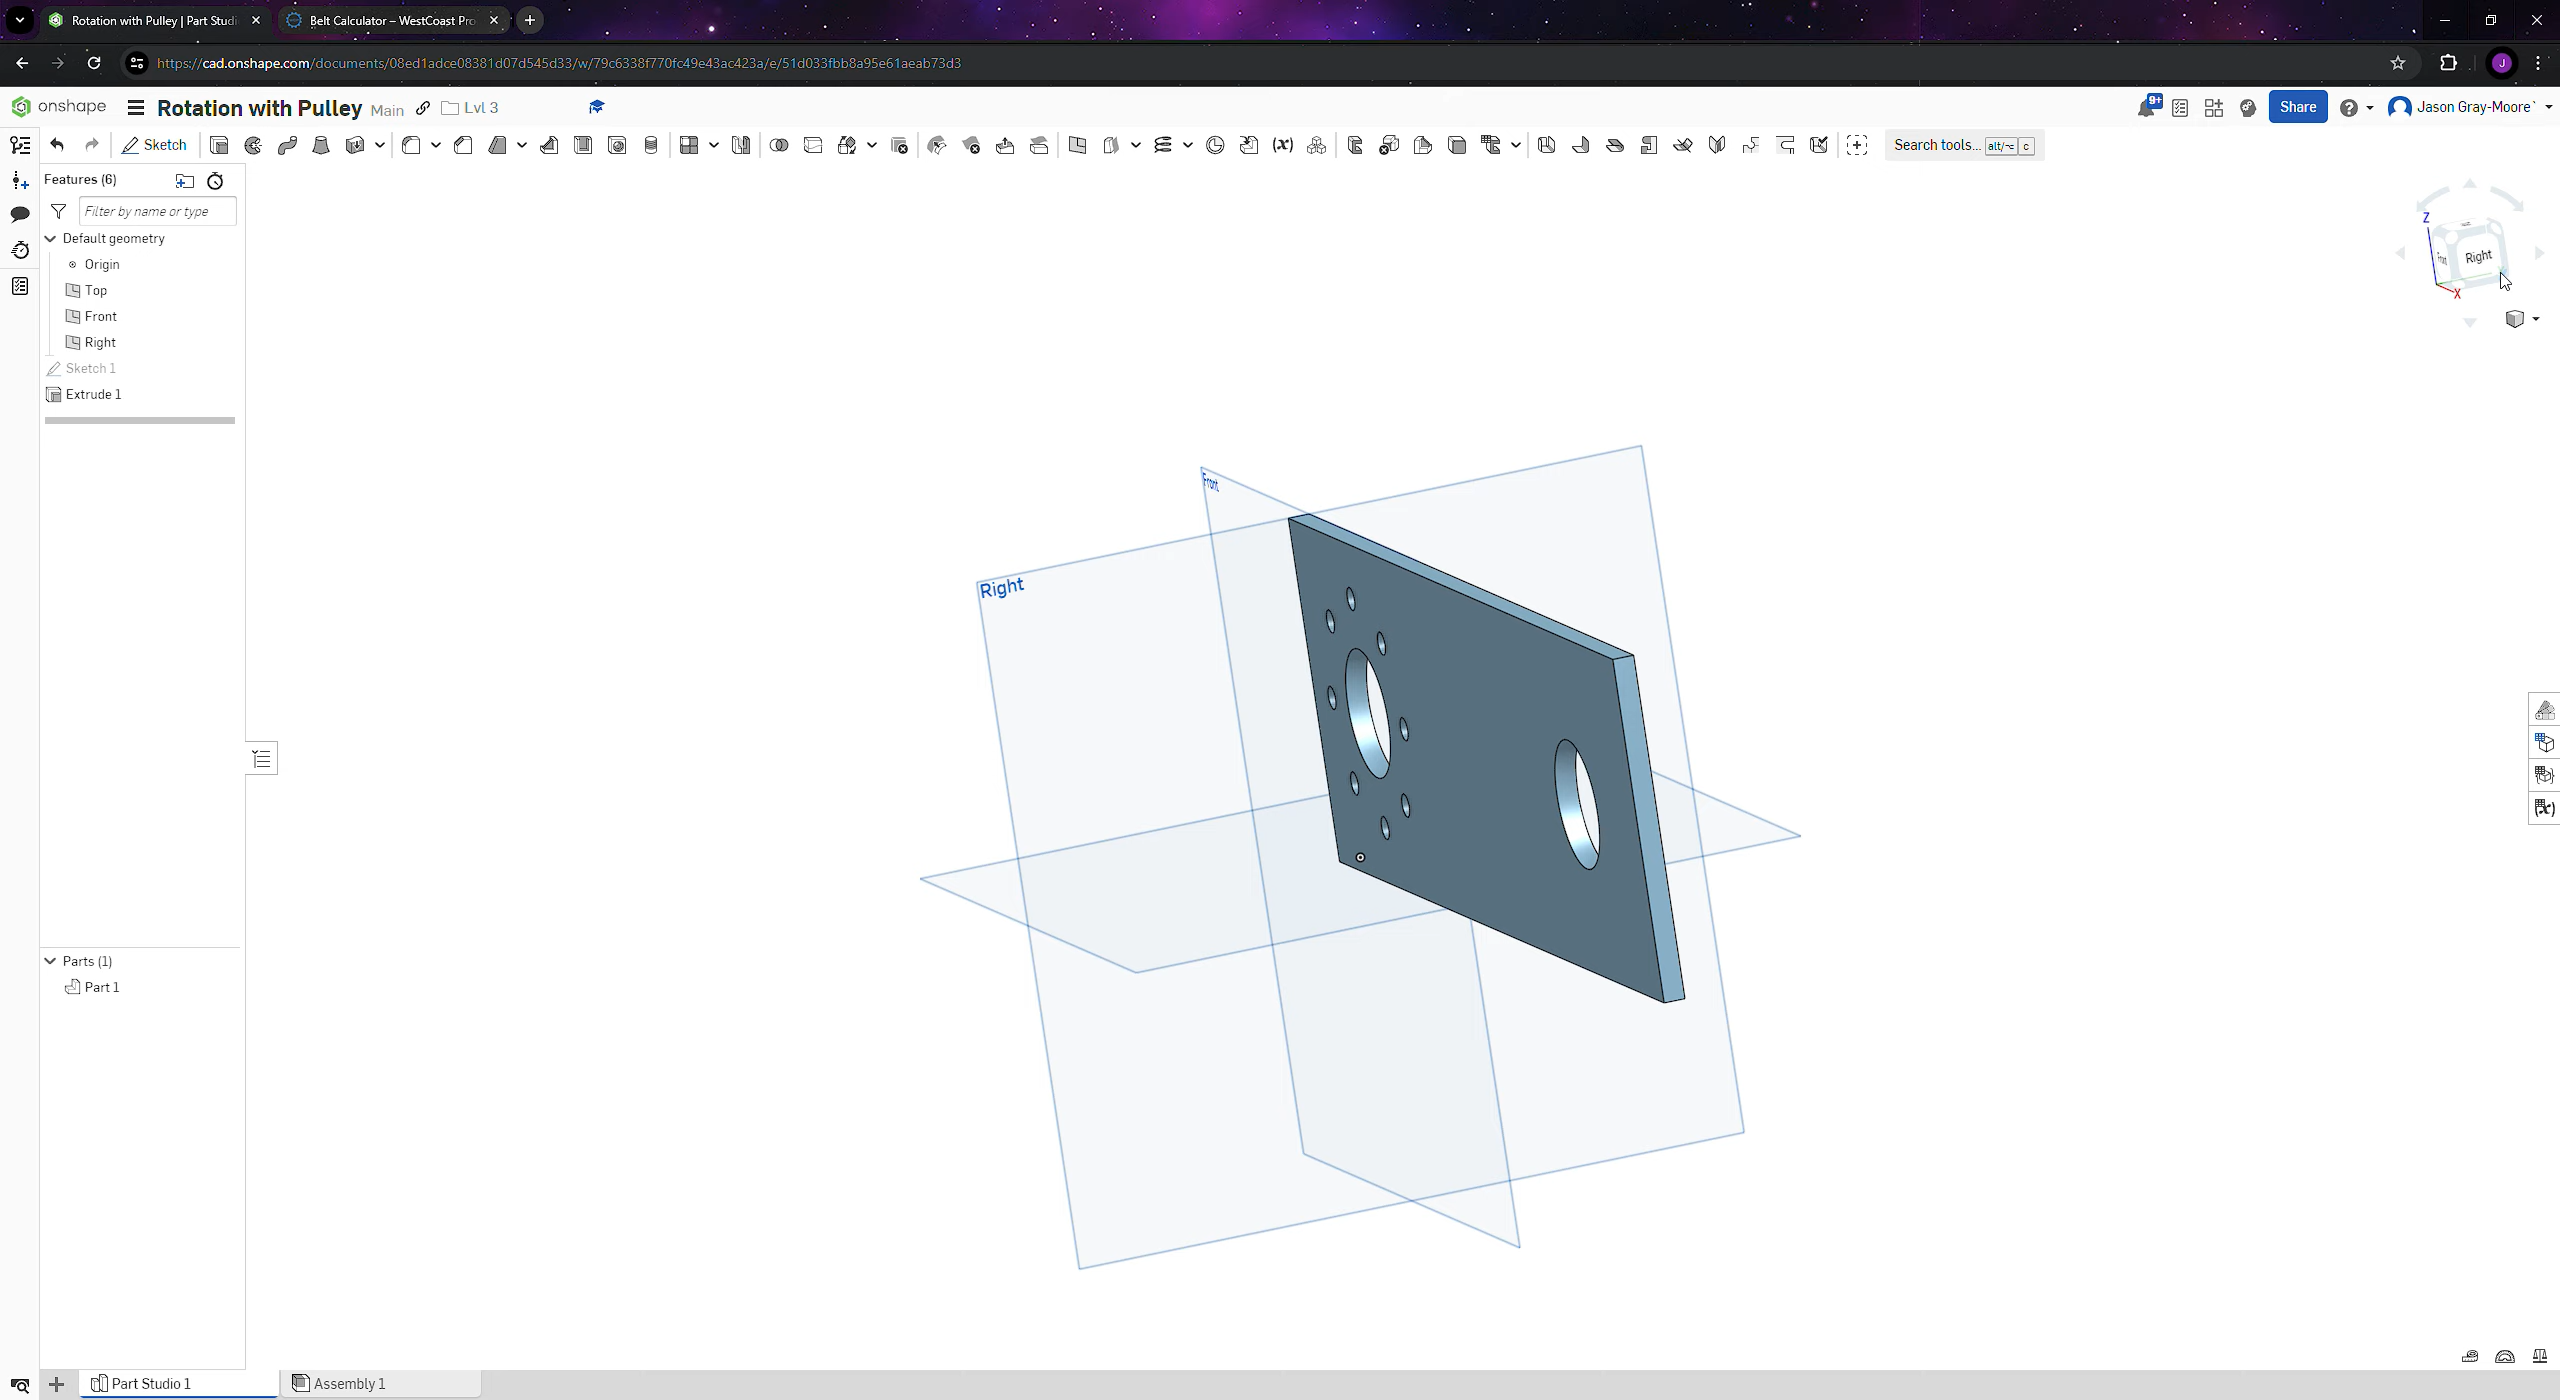 Rotation with Pulley | Part Studi
Belt Calculator – WestCoast Pro
https://cad.onshape.com/documents/08ed1adce08381d07d545d33/w/79c6338f770fc49e43ac423a/e/51d033fbb8a95e61aeab73d3
J
onshape
Rotation with Pulley Main
Lvl 3
9+
Share
Jason Gray-Moore`
Sketch
(x)
Search tools... alt/⌥ c
Features (6)
Filter by name or type
Default geometry
Origin
Top
Front
Right
Sketch 1
Extrude 1
Z
Front
Right
X
Front
Right
(x)
Parts (1)
Part 1
Part Studio 1
Assembly 1